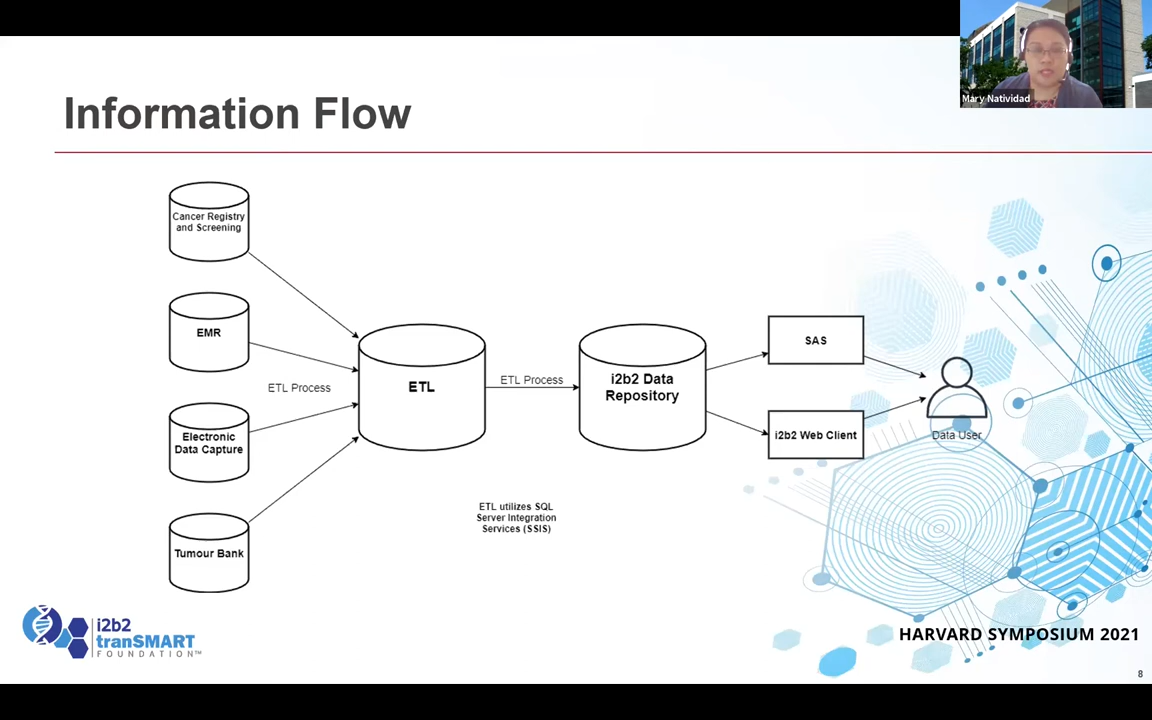 Mary Natividad
Information Flow
Cancer Registry
and Screening
EMR
ETL Process
Electronic
Data Capture
Tumour Bank
ETL
ETL Process
i2b2 Data
Repository
SAS
i2b2 Web Client
Data User
ETL utilizes SQL
Server Integration
Services (SSIS)
i2b2
tranSMART
FOUNDATION™
HARVARD SYMPOSIUM 2021
8